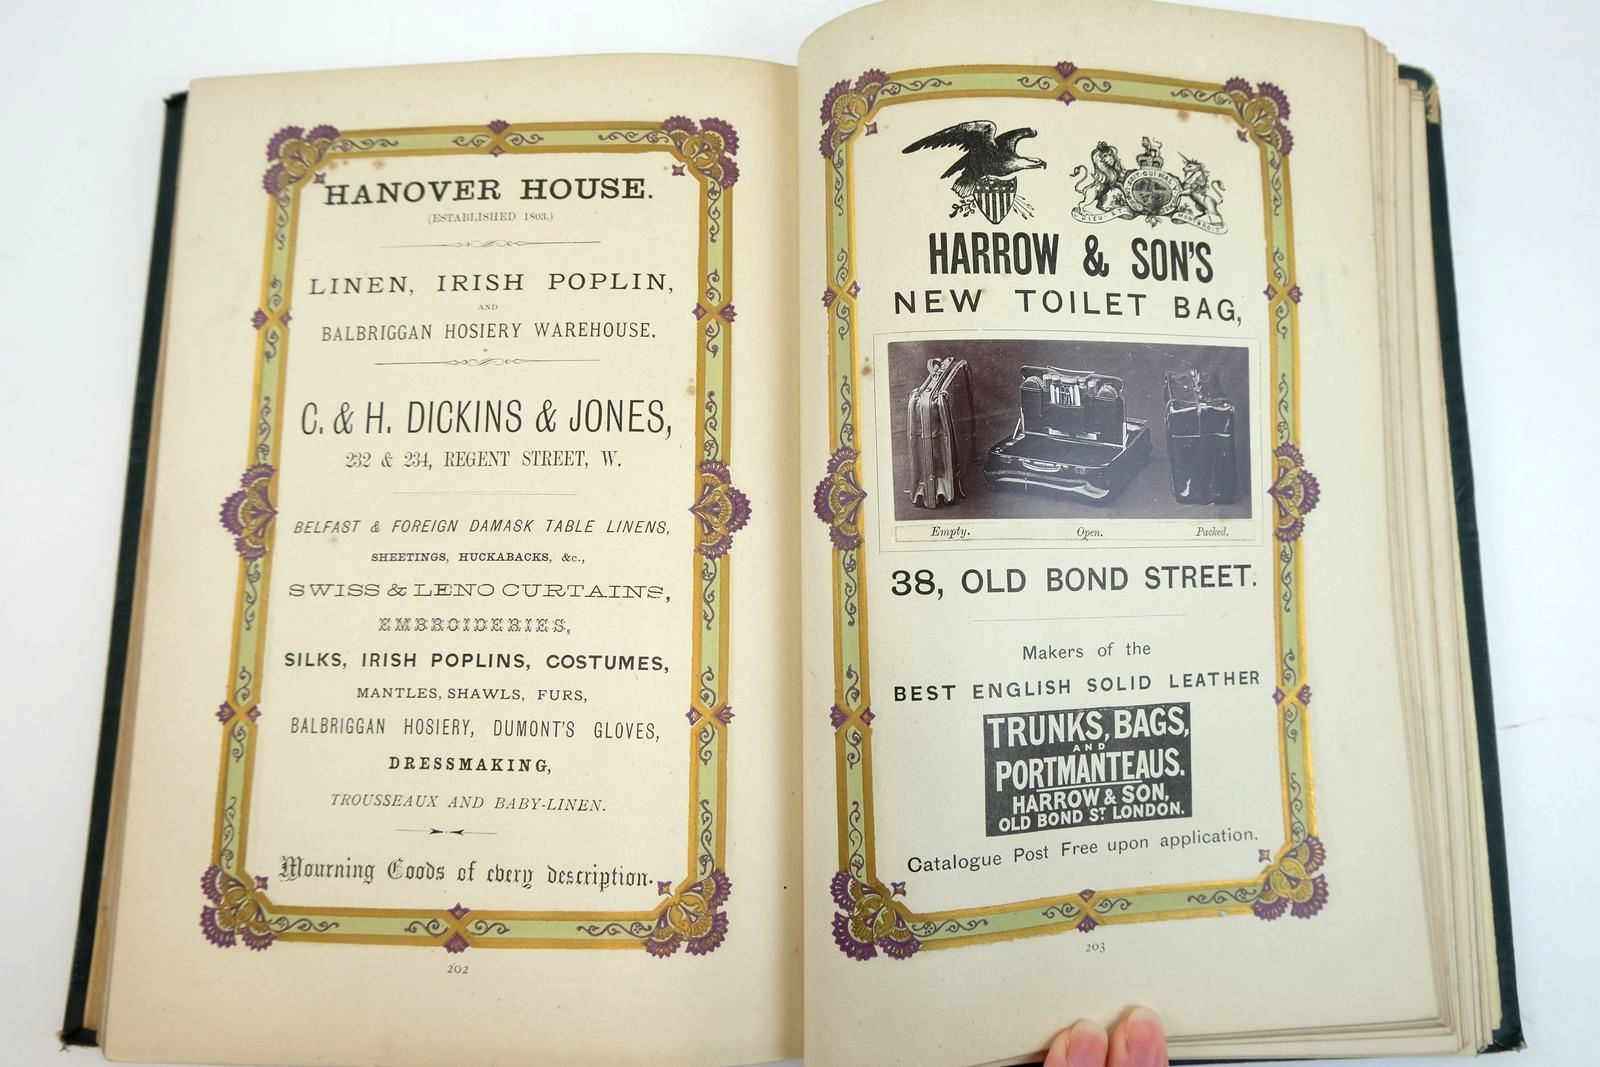 HANOVER HOUSE.
(ESTABLISHED 1803.)
LINEN, IRISH POPLIN,
AND
BALBRIGGAN HOSIERY WAREHOUSE.
C. & H. DICKINS & JONES,
232 & 234, REGENT STREET, W.
BELFAST & FOREIGN DAMASK TABLE LINENS,
SHEETINGS, HUCKABACKS, &c.,
SWISS & LENO CURTAINS,
EMBROIDERIES,
SILKS, IRISH POPLINS, COSTUMES,
MANTLES, SHAWLS, FURS,
BALBRIGGAN HOSIERY, DUMONT'S GLOVES,
DRESSMAKING,
TROUSSEAUX AND BABY-LINEN.
Mourning Goods of every description.
202
HARROW & SON'S
NEW TOILET BAG,
Empty. Open. Packed.
38, OLD BOND STREET.
Makers of the
BEST ENGLISH SOLID LEATHER
TRUNKS, BAGS,
AND
PORTMANTEAUS.
HARROW & SON,
OLD BOND ST. LONDON.
Catalogue Post Free upon application.
203